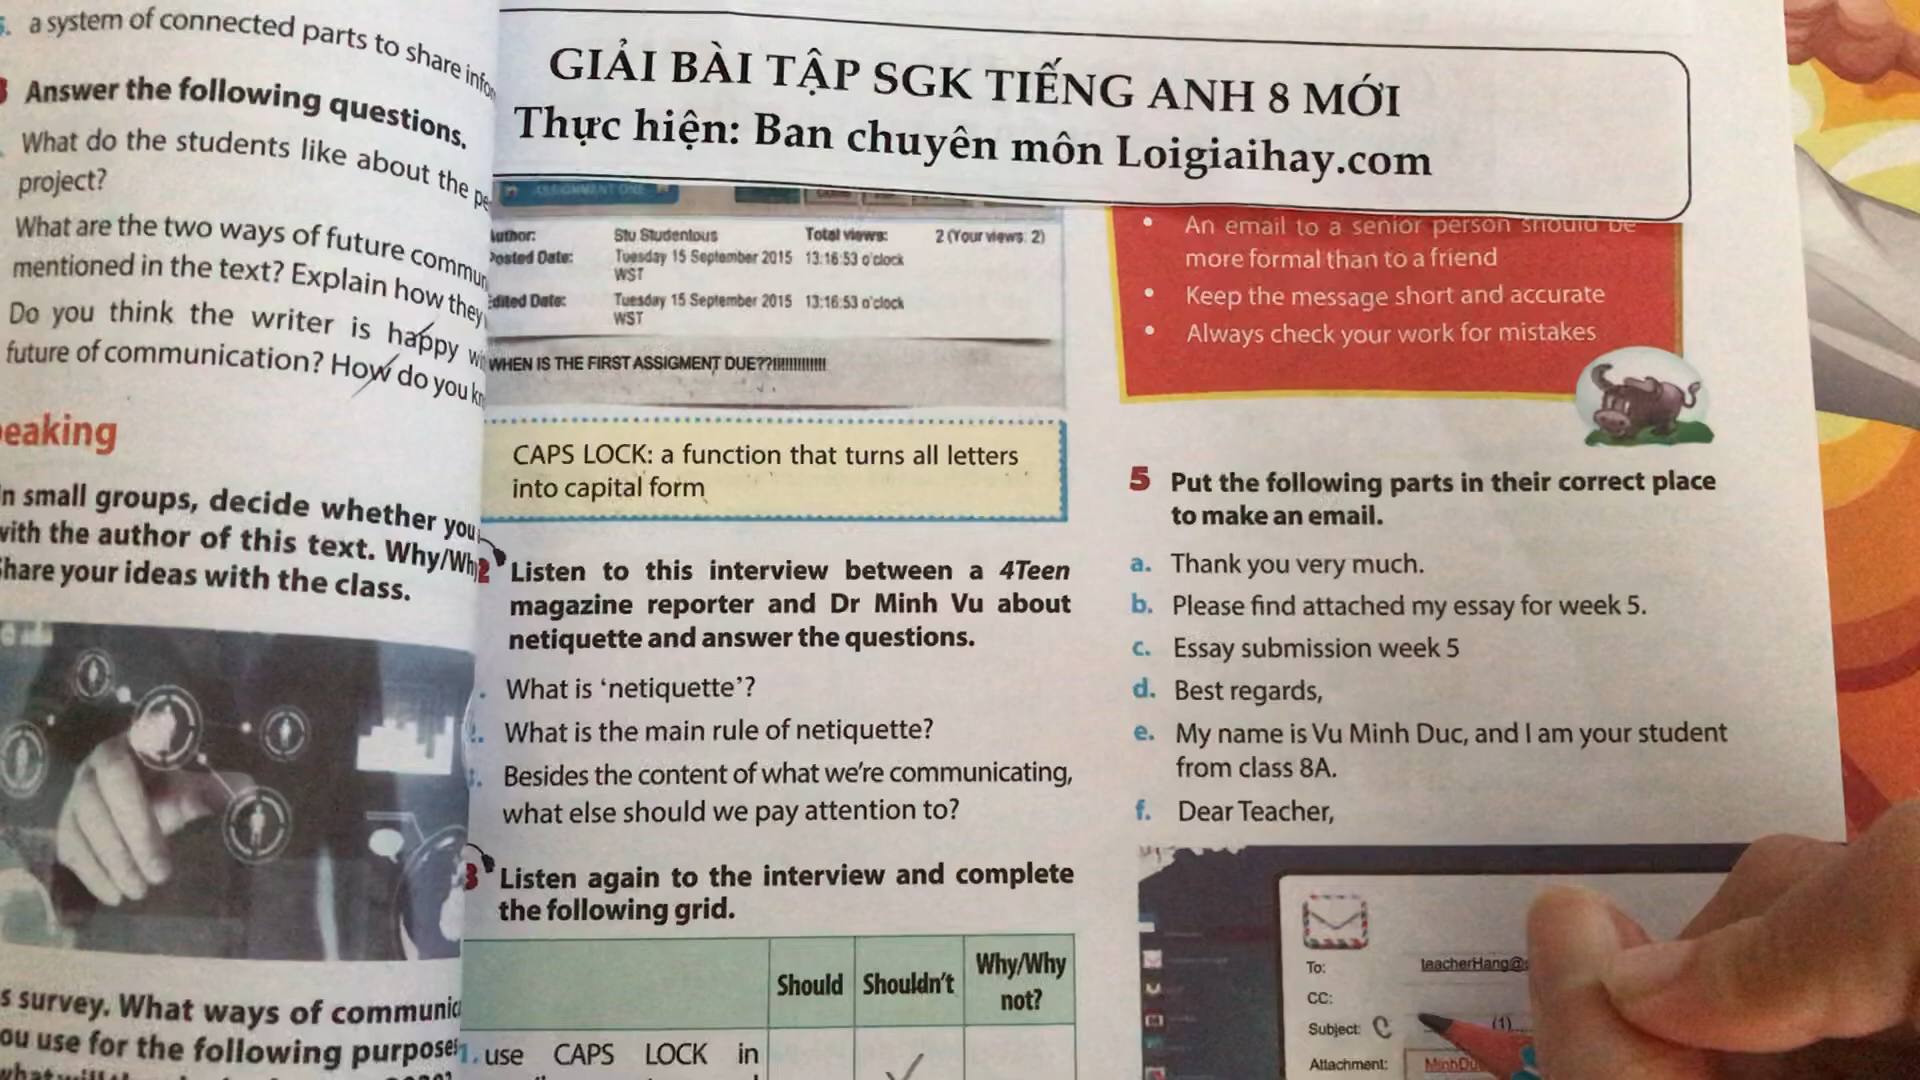 a system of connected parts to share
Answer the following questions.
What do the students like about the
project?
What are the two ways of future
mentioned in the text? Explain how they
Do you think the writer is happy
future of communication? How do you
small groups, decide whether you
with the author of this text.
Share your ideas with the class.
survey. What ways of
use for the following
GIẢI BÀI TẬP SGK TIẾNG ANH 8 MỚI
Thực hiện: Ban chuyên môn Loigiaihay.com
ASSIGNMENT ONE
Author: Stu Studentous Total views: 2 (Your views: 2)
Posted Date: Tuesday 15 September 2015 13:16:53 o'clock
WST
Edited Date: Tuesday 15 September 2015 13:16:53 o'clock
WST
WHEN IS THE FIRST ASSIGMENT DUE??!!!!!!!!!!!!!!
CAPS LOCK: a function that turns all letters
into capital form
2 Listen to this interview between a 4Teen
magazine reporter and Dr Minh Vu about
netiquette and answer the questions.
What is ‘netiquette’?
What is the main rule of netiquette?
Besides the content of what we're communicating,
what else should we pay attention to?
3 Listen again to the interview and complete
the following grid.
Should Shouldn't Why/Why
not?
1. use CAPS LOCK in
• An email to a senior person should be
more formal than to a friend
• Keep the message short and accurate
• Always check your work for mistakes
5 Put the following parts in their correct place
to make an email.
a. Thank you very much.
b. Please find attached my essay for week 5.
c. Essay submission week 5
d. Best regards,
e. My name is Vu Minh Duc, and I am your student
from class 8A.
f. Dear Teacher,
To: teacherHang@
CC:
Subject: C (1)
Attachment: